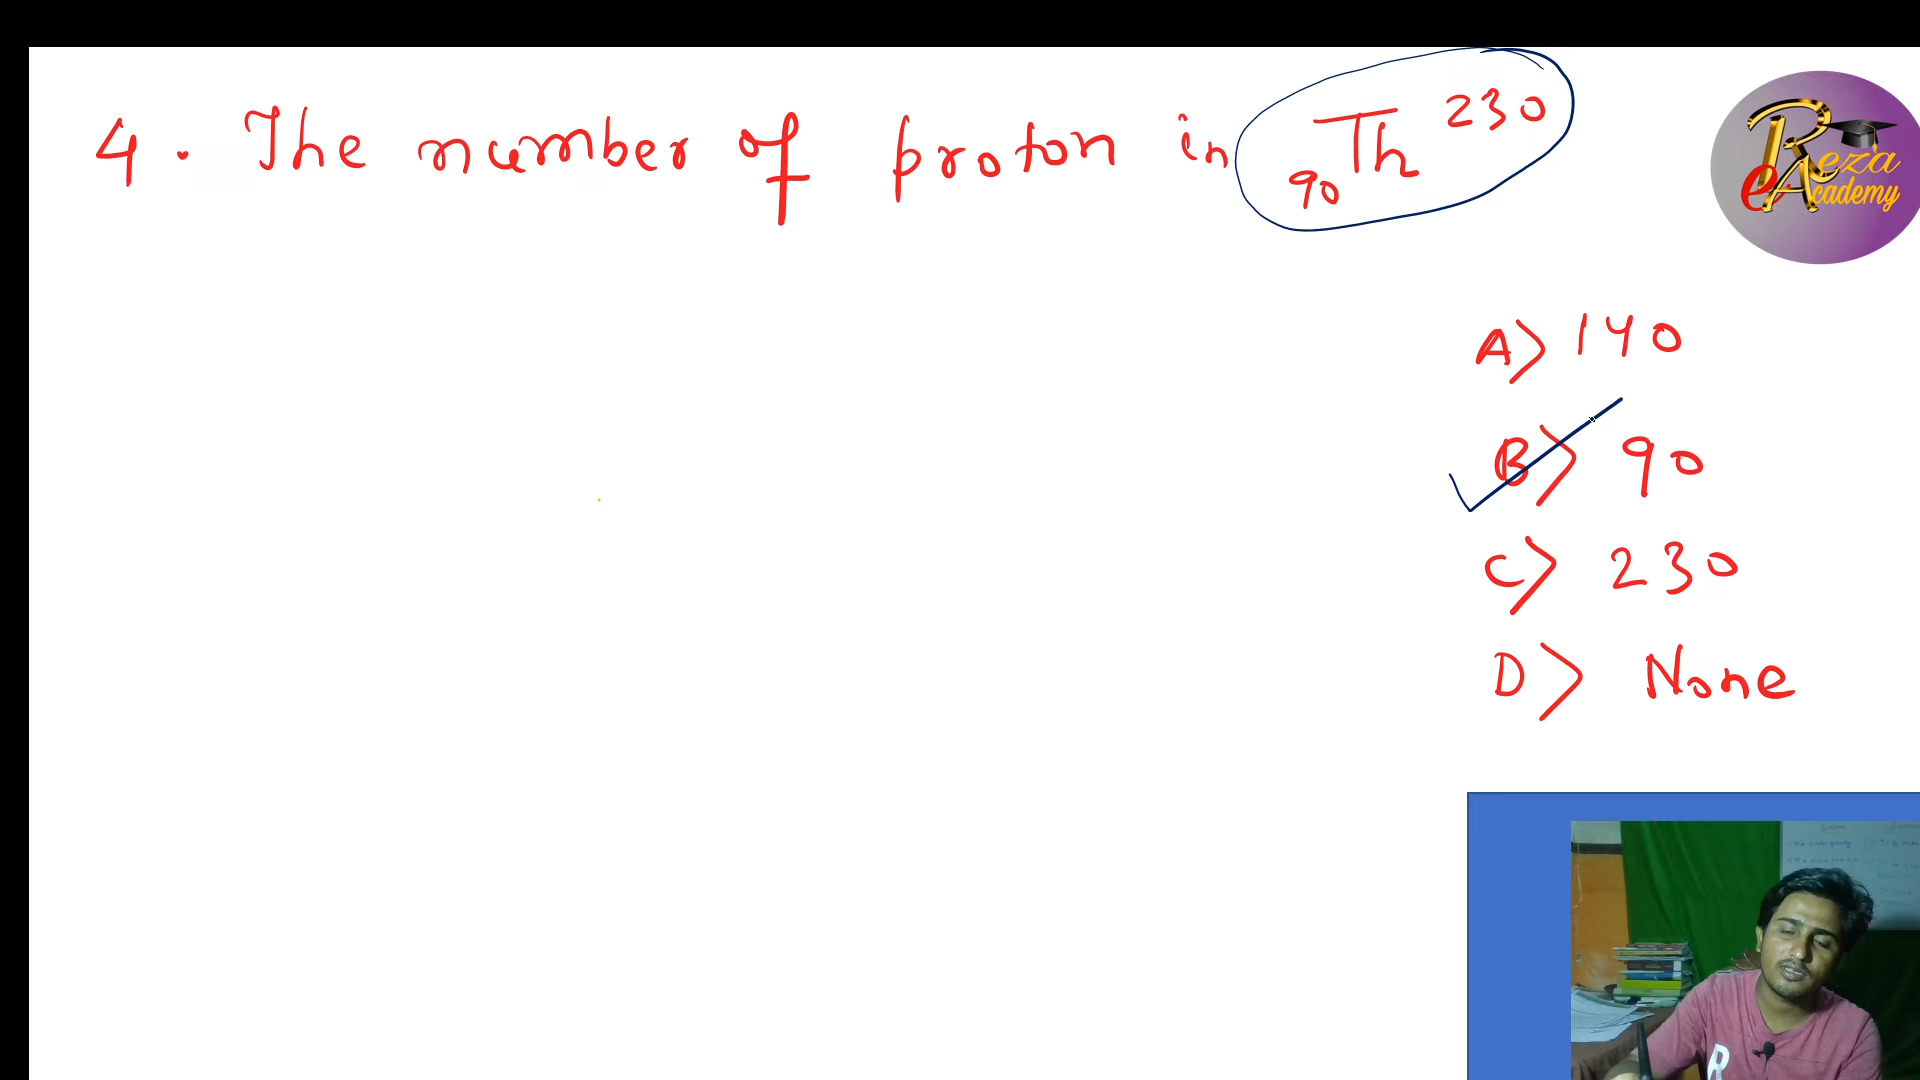 4. The number of proton in 90Th230
Reza
e Academy
A> 140
B> 90
C> 230
D> None
R